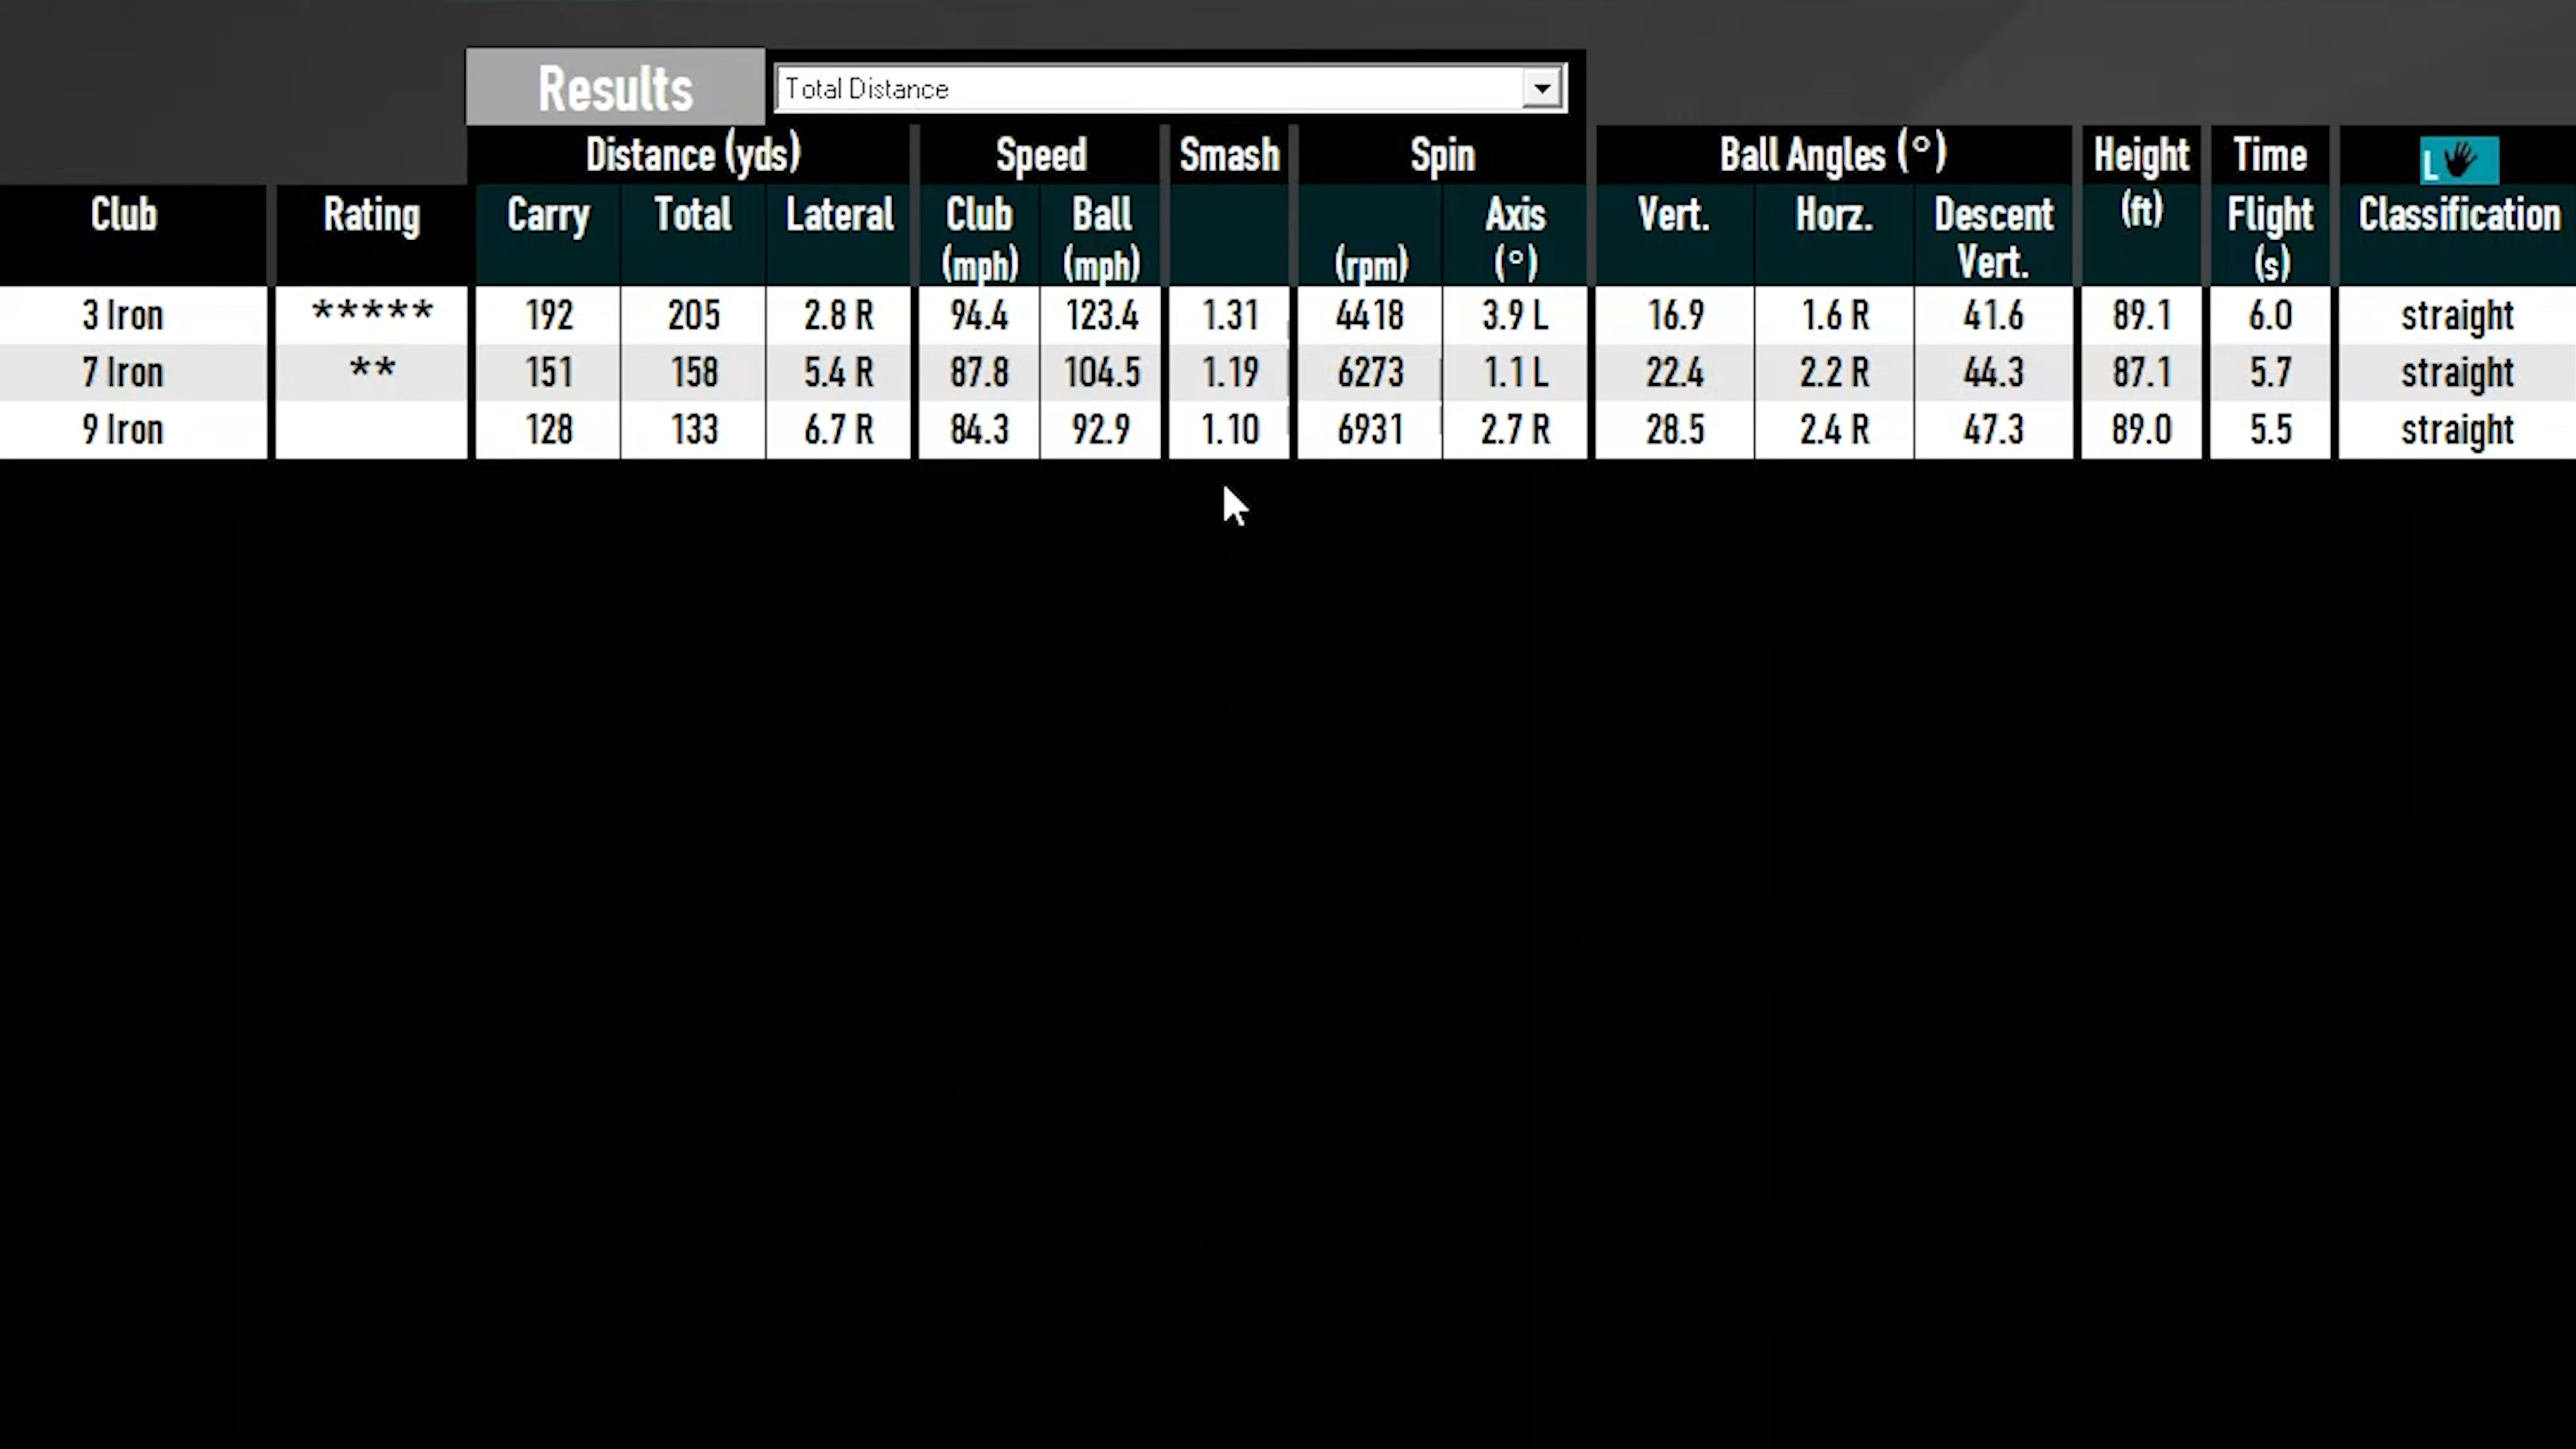 Results Total Distance
Distance (yds) Speed Smash Spin Ball Angles (°) Height Time L
Club Rating Carry Total Lateral Club Ball Axis Vert. Horz. Descent (ft) Flight Classification
(mph) (mph) (rpm) (°) Vert. (s)
3 Iron ***** 192 205 2.8 R 94.4 123.4 1.31 4418 3.9 L 16.9 1.6 R 41.6 89.1 6.0 straight
7 Iron ** 151 158 5.4 R 87.8 104.5 1.19 6273 1.1 L 22.4 2.2 R 44.3 87.1 5.7 straight
9 Iron 128 133 6.7 R 84.3 92.9 1.10 6931 2.7 R 28.5 2.4 R 47.3 89.0 5.5 straight